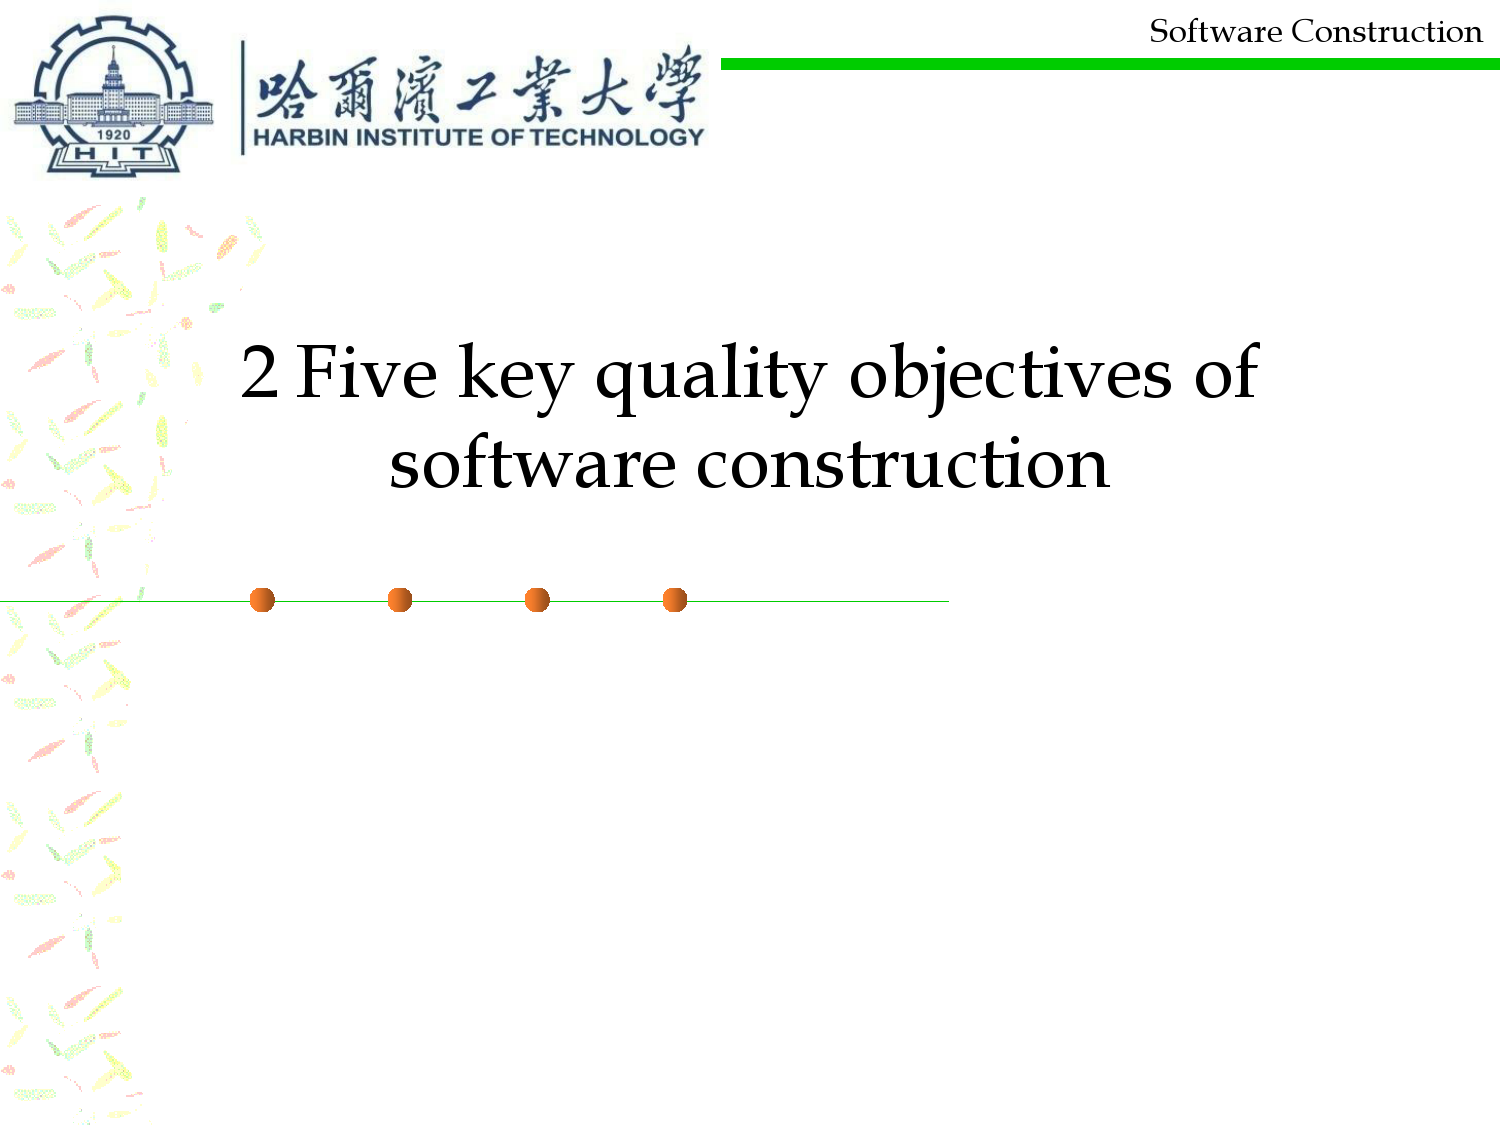 Software Construction
哈爾濱工業大學
HARBIN INSTITUTE OF TECHNOLOGY
1920
HIT
2 Five key quality objectives of
software construction